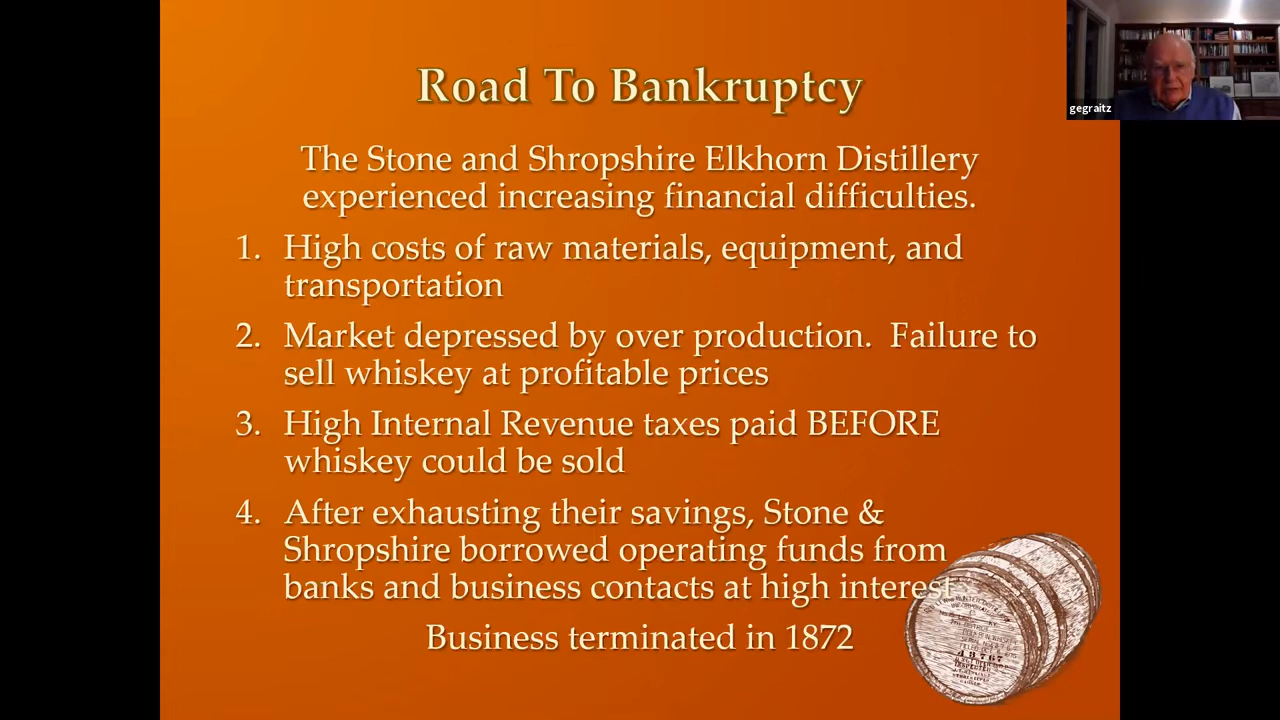 Road To Bankruptcy
gegraitz
The Stone and Shropshire Elkhorn Distillery
experienced increasing financial difficulties.
1. High costs of raw materials, equipment, and
transportation
2. Market depressed by over production.  Failure to
sell whiskey at profitable prices
3. High Internal Revenue taxes paid BEFORE
whiskey could be sold
4. After exhausting their savings, Stone &
Shropshire borrowed operating funds from
banks and business contacts at high interest
Business terminated in 1872